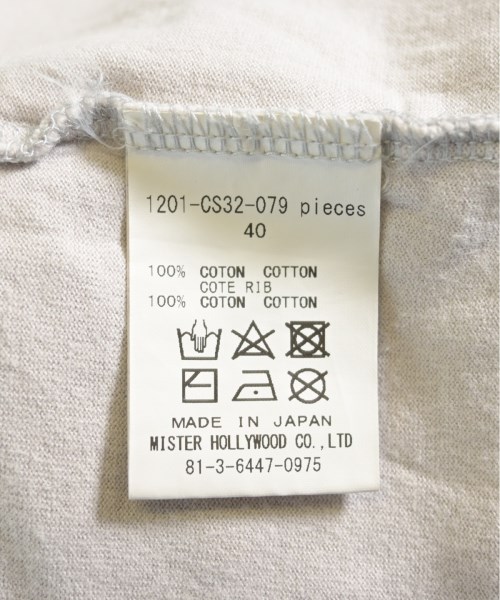 1201-CS32-079 pieces
40
100% COTON COTTON
COTE RIB
100% COTON COTTON
MADE IN JAPAN
MISTER HOLLYWOOD CO.,LTD
81-3-6447-0975